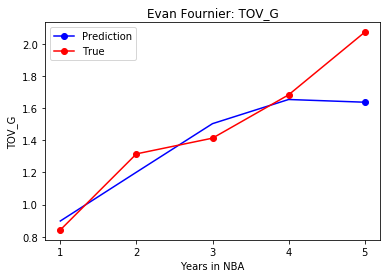 Evan Fournier: TOV_G
Prediction
True
TOV_G
2.0
1.8
1.6
1.4
1.2
1.0
0.8
1 2 3 4 5
Years in NBA